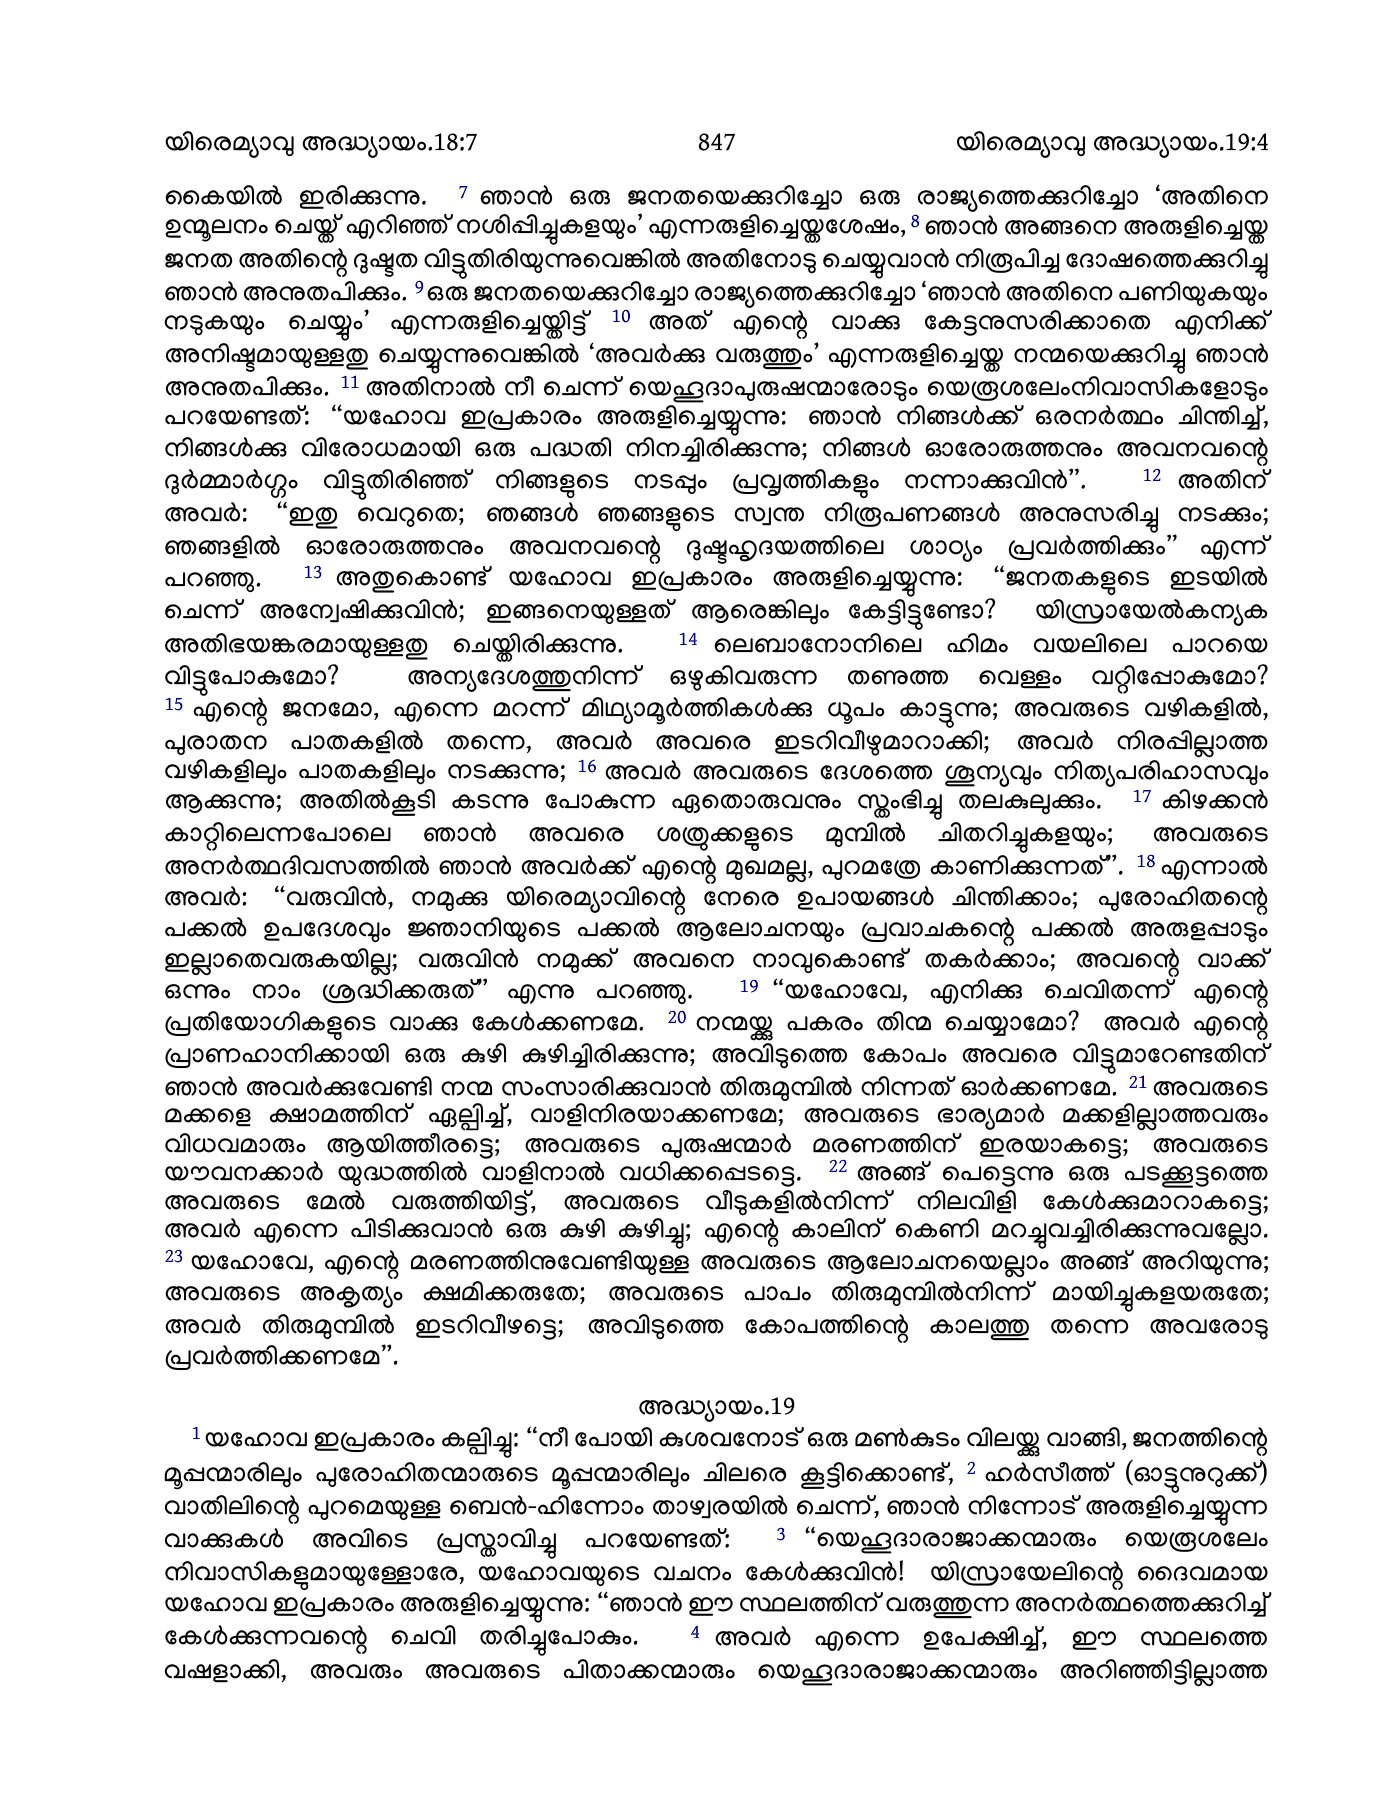 യിരെമ്യാവു അദ്ധ്യായം.18:7 847 യിരെമ്യാവു അദ്ധ്യായം.19:4
കൈയിൽ ഇരിക്കുന്നു. 7 ഞാൻ ഒരു ജനതയെക്കുറിച്ചോ ഒരു രാജ്യത്തെക്കുറിച്ചോ ‘അതിനെ
ഉന്മൂലനം ചെയ്ത് എറിഞ്ഞ് നശിപ്പിച്ചുകളയും’ എന്നരുളിച്ചെയ്തശേഷം, 8 ഞാൻ അങ്ങനെ അരുളിച്ചെയ്ത
ജനത അതിന്റെ ദുഷ്ടത വിട്ടുതിരിയുന്നുവെങ്കിൽ അതിനോടു ചെയ്യുവാൻ നിരൂപിച്ച ദോഷത്തെക്കുറിച്ചു
ഞാൻ അനുതപിക്കും. 9 ഒരു ജനതയെക്കുറിച്ചോ രാജ്യത്തെക്കുറിച്ചോ ‘ഞാൻ അതിനെ പണിയുകയും
നടുകയും ചെയ്യും’ എന്നരുളിച്ചെയ്തിട്ട് 10 അത് എന്റെ വാക്കു കേട്ടനുസരിക്കാതെ എനിക്ക്
അനിഷ്ടമായുള്ളതു ചെയ്യുന്നുവെങ്കിൽ ‘അവർക്കു വരുത്തും’ എന്നരുളിച്ചെയ്ത നന്മയെക്കുറിച്ചു ഞാൻ
അനുതപിക്കും. 11 അതിനാൽ നീ ചെന്ന് യെഹൂദാപുരുഷന്മാരോടും യെരൂശലേംനിവാസികളോടും
പറയേണ്ടത്: “യഹോവ ഇപ്രകാരം അരുളിച്ചെയ്യുന്നു: ഞാൻ നിങ്ങൾക്ക് ഒരനർത്ഥം ചിന്തിച്ച്,
നിങ്ങൾക്കു വിരോധമായി ഒരു പദ്ധതി നിനച്ചിരിക്കുന്നു; നിങ്ങൾ ഓരോരുത്തനും അവനവന്റെ
ദുർമ്മാർഗ്ഗം വിട്ടുതിരിഞ്ഞ് നിങ്ങളുടെ നടപ്പും പ്രവൃത്തികളും നന്നാക്കുവിൻ”. 12 അതിന്
അവർ: “ഇതു വെറുതെ; ഞങ്ങൾ ഞങ്ങളുടെ സ്വന്ത നിരൂപണങ്ങൾ അനുസരിച്ചു നടക്കും;
ഞങ്ങളിൽ ഓരോരുത്തനും അവനവന്റെ ദുഷ്ടഹൃദയത്തിലെ ശാഠ്യം പ്രവർത്തിക്കും” എന്ന്
പറഞ്ഞു. 13 അതുകൊണ്ട് യഹോവ ഇപ്രകാരം അരുളിച്ചെയ്യുന്നു: “ജനതകളുടെ ഇടയിൽ
ചെന്ന് അന്വേഷിക്കുവിൻ; ഇങ്ങനെയുള്ളത് ആരെങ്കിലും കേട്ടിട്ടുണ്ടോ? യിസ്രായേൽകന്യക
അതിഭയങ്കരമായുള്ളതു ചെയ്തിരിക്കുന്നു. 14 ലെബാനോനിലെ ഹിമം വയലിലെ പാറയെ
വിട്ടുപോകുമോ? അന്യദേശത്തുനിന്ന് ഒഴുകിവരുന്ന തണുത്ത വെള്ളം വറ്റിപ്പോകുമോ?
15 എന്റെ ജനമോ, എന്നെ മറന്ന് മിഥ്യാമൂർത്തികൾക്കു ധൂപം കാട്ടുന്നു; അവരുടെ വഴികളിൽ,
പുരാതന പാതകളിൽ തന്നെ, അവർ അവരെ ഇടറിവീഴുമാറാക്കി; അവർ നിരപ്പില്ലാത്ത
വഴികളിലും പാതകളിലും നടക്കുന്നു; 16 അവർ അവരുടെ ദേശത്തെ ശൂന്യവും നിത്യപരിഹാസവും
ആക്കുന്നു; അതിൽകൂടി കടന്നു പോകുന്ന ഏതൊരുവനും സ്തംഭിച്ചു തലകുലുക്കും. 17 കിഴക്കൻ
കാറ്റിലെന്നപോലെ ഞാൻ അവരെ ശത്രുക്കളുടെ മുമ്പിൽ ചിതറിച്ചുകളയും; അവരുടെ
അനർത്ഥദിവസത്തിൽ ഞാൻ അവർക്ക് എന്റെ മുഖമല്ല, പുറമത്രേ കാണിക്കുന്നത്”. 18 എന്നാൽ
അവർ: “വരുവിൻ, നമുക്കു യിരെമ്യാവിന്റെ നേരെ ഉപായങ്ങൾ ചിന്തിക്കാം; പുരോഹിതന്റെ
പക്കൽ ഉപദേശവും ജ്ഞാനിയുടെ പക്കൽ ആലോചനയും പ്രവാചകന്റെ പക്കൽ അരുളപ്പാടും
ഇല്ലാതെവരുകയില്ല; വരുവിൻ നമുക്ക് അവനെ നാവുകൊണ്ട് തകർക്കാം; അവന്റെ വാക്ക്
ഒന്നും നാം ശ്രദ്ധിക്കരുത്” എന്നു പറഞ്ഞു. 19 “യഹോവേ, എനിക്കു ചെവിതന്ന് എന്റെ
പ്രതിയോഗികളുടെ വാക്കു കേൾക്കണമേ. 20 നന്മയ്ക്കു പകരം തിന്മ ചെയ്യാമോ? അവർ എന്റെ
പ്രാണഹാനിക്കായി ഒരു കുഴി കുഴിച്ചിരിക്കുന്നു; അവിടുത്തെ കോപം അവരെ വിട്ടുമാറേണ്ടതിന്
ഞാൻ അവർക്കുവേണ്ടി നന്മ സംസാരിക്കുവാൻ തിരുമുമ്പിൽ നിന്നത് ഓർക്കണമേ. 21 അവരുടെ
മക്കളെ ക്ഷാമത്തിന് ഏല്പിച്ച്, വാളിനിരയാക്കണമേ; അവരുടെ ഭാര്യമാർ മക്കളില്ലാത്തവരും
വിധവമാരും ആയിത്തീരട്ടെ; അവരുടെ പുരുഷന്മാർ മരണത്തിന് ഇരയാകട്ടെ; അവരുടെ
യൗവനക്കാർ യുദ്ധത്തിൽ വാളിനാൽ വധിക്കപ്പെടട്ടെ. 22 അങ്ങ് പെട്ടെന്നു ഒരു പടക്കൂട്ടത്തെ
അവരുടെ മേൽ വരുത്തിയിട്ട്, അവരുടെ വീടുകളിൽനിന്ന് നിലവിളി കേൾക്കുമാറാകട്ടെ;
അവർ എന്നെ പിടിക്കുവാൻ ഒരു കുഴി കുഴിച്ചു; എന്റെ കാലിന് കെണി മറച്ചുവച്ചിരിക്കുന്നുവല്ലോ.
23 യഹോവേ, എന്റെ മരണത്തിനുവേണ്ടിയുള്ള അവരുടെ ആലോചനയെല്ലാം അങ്ങ് അറിയുന്നു;
അവരുടെ അകൃത്യം ക്ഷമിക്കരുതേ; അവരുടെ പാപം തിരുമുമ്പിൽനിന്ന് മായിച്ചുകളയരുതേ;
അവർ തിരുമുമ്പിൽ ഇടറിവീഴട്ടെ; അവിടുത്തെ കോപത്തിന്റെ കാലത്തു തന്നെ അവരോടു
പ്രവർത്തിക്കണമേ”.
അദ്ധ്യായം.19
1 യഹോവ ഇപ്രകാരം കല്പിച്ചു: “നീ പോയി കുശവനോട് ഒരു മൺകുടം വിലയ്ക്കു വാങ്ങി, ജനത്തിന്റെ
മൂപ്പന്മാരിലും പുരോഹിതന്മാരുടെ മൂപ്പന്മാരിലും ചിലരെ കൂട്ടിക്കൊണ്ട്, 2 ഹർസീത്ത് (ഓട്ടുനുറുക്ക്)
വാതിലിന്റെ പുറമെയുള്ള ബെൻ-ഹിന്നോം താഴ്വരയിൽ ചെന്ന്, ഞാൻ നിന്നോട് അരുളിച്ചെയ്യുന്ന
വാക്കുകൾ അവിടെ പ്രസ്താവിച്ചു പറയേണ്ടത്: 3 “യെഹൂദാരാജാക്കന്മാരും യെരൂശലേം
നിവാസികളുമായുള്ളോരേ, യഹോവയുടെ വചനം കേൾക്കുവിൻ! യിസ്രായേലിന്റെ ദൈവമായ
യഹോവ ഇപ്രകാരം അരുളിച്ചെയ്യുന്നു: “ഞാൻ ഈ സ്ഥലത്തിന് വരുത്തുന്ന അനർത്ഥത്തെക്കുറിച്ച്
കേൾക്കുന്നവന്റെ ചെവി തരിച്ചുപോകും. 4 അവർ എന്നെ ഉപേക്ഷിച്ച്, ഈ സ്ഥലത്തെ
വഷളാക്കി, അവരും അവരുടെ പിതാക്കന്മാരും യെഹൂദാരാജാക്കന്മാരും അറിഞ്ഞിട്ടില്ലാത്ത